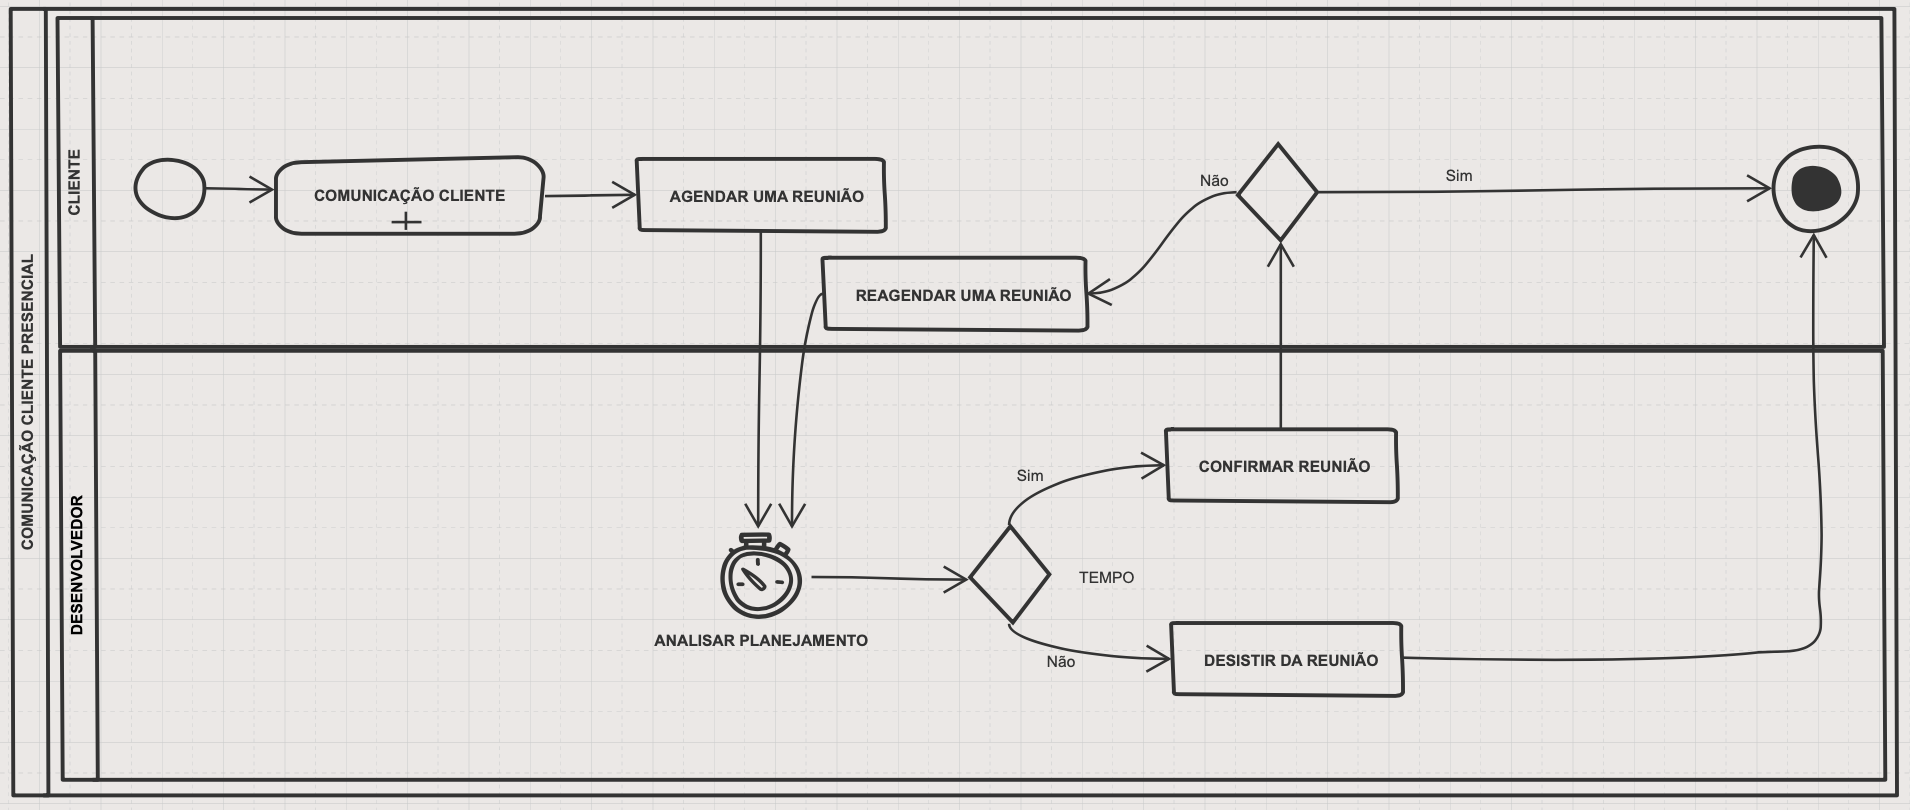 COMUNICAÇÃO CLIENTE PRESENCIAL
CLIENTE
COMUNICAÇÃO CLIENTE
AGENDAR UMA REUNIÃO
Não
Sim
REAGENDAR UMA REUNIÃO
DESENVOLVEDOR
Sim
CONFIRMAR REUNIÃO
TEMPO
ANALISAR PLANEJAMENTO
Não
DESISTIR DA REUNIÃO